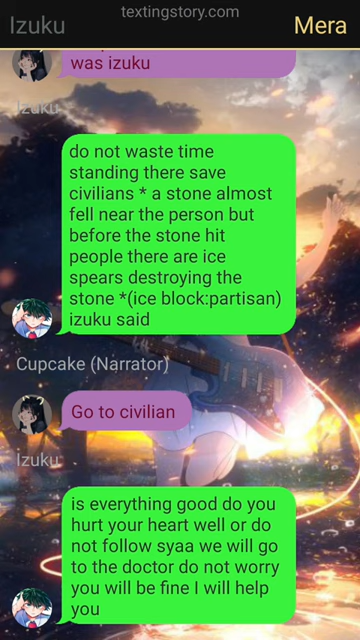 textingstory.com
Izuku
Mera
was izuku
Izuku
do not waste time
standing there save
civilians * a stone almost
fell near the person but
before the stone hit
people there are ice
spears destroying the
stone *(ice block:partisan)
izuku said
Cupcake (Narrator)
Go to civilian
Izuku
is everything good do you
hurt your heart well or do
not follow syaa we will go
to the doctor do not worry
you will be fine I will help
you